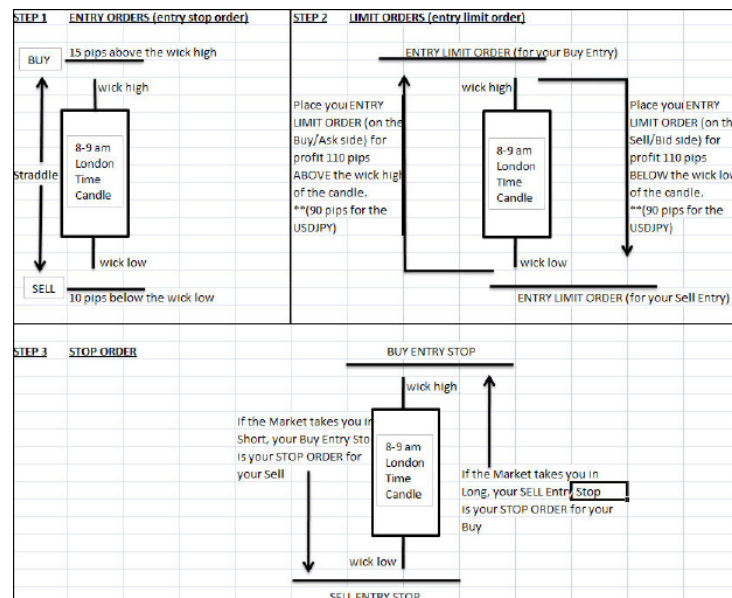 STEP 1 ENTRY ORDERS (entry stop order)
15 pips above the wick high
BUY
wick high
8-9 am
London
Time
Candle
Straddle
wick low
SELL
10 pips below the wick low
STEP 2 LIMIT ORDERS (entry limit order)
ENTRY LIMIT ORDER (for your Buy Entry)
wick high
Place your ENTRY
LIMIT ORDER (on the
Buy/Ask side) for
profit 110 pips
ABOVE the wick high
of the candle.
**(90 pips for the
USDJPY)
8-9 am
London
Time
Candle
Place your ENTRY
LIMIT ORDER (on the
Sell/Bid side) for
profit 110 pips
BELOW the wick low
of the candle.
**(90 pips for the
USDJPY)
wick low
ENTRY LIMIT ORDER (for your Sell Entry)
STEP 3 STOP ORDER
BUY ENTRY STOP
wick high
If the Market takes you in
Short, your Buy Entry Sto
is your STOP ORDER for
your Sell
8-9 am
London
Time
Candle
If the Market takes you in
Long, your SELL Entry Stop
is your STOP ORDER for your
Buy
wick low
SELL ENTRY STOP